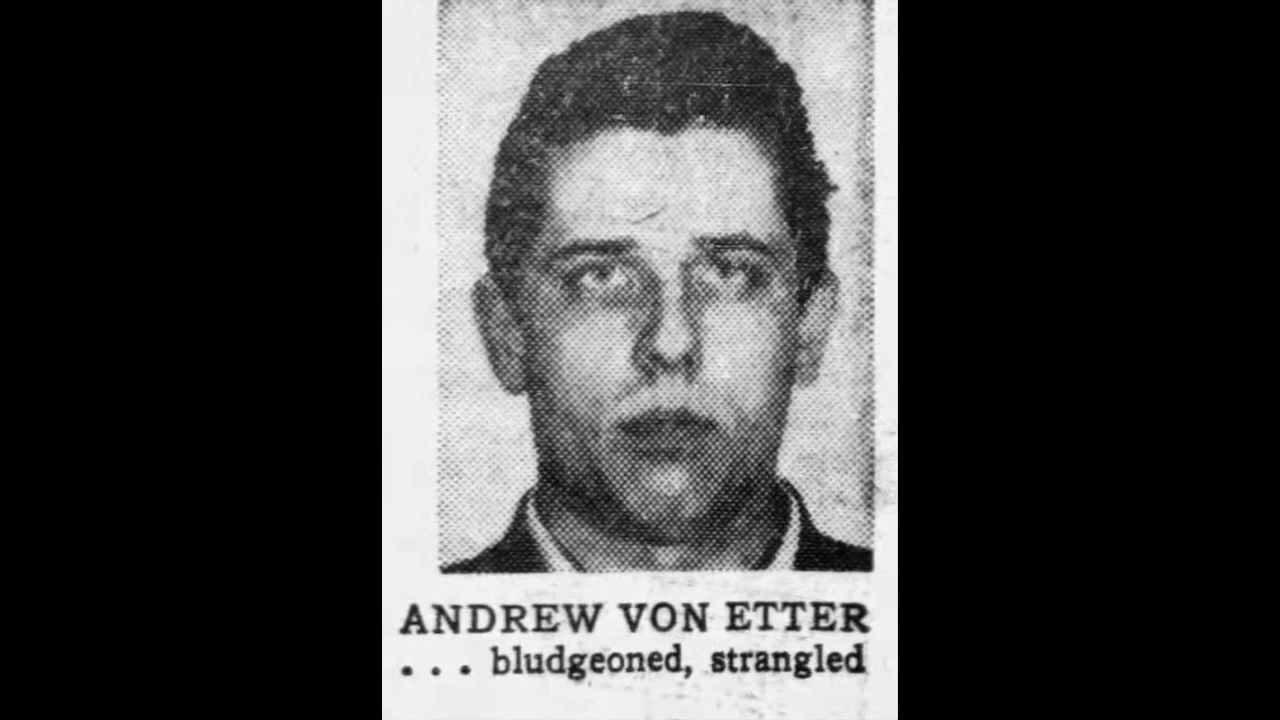 ANDREW VON ETTER
. . . bludgeoned, strangled